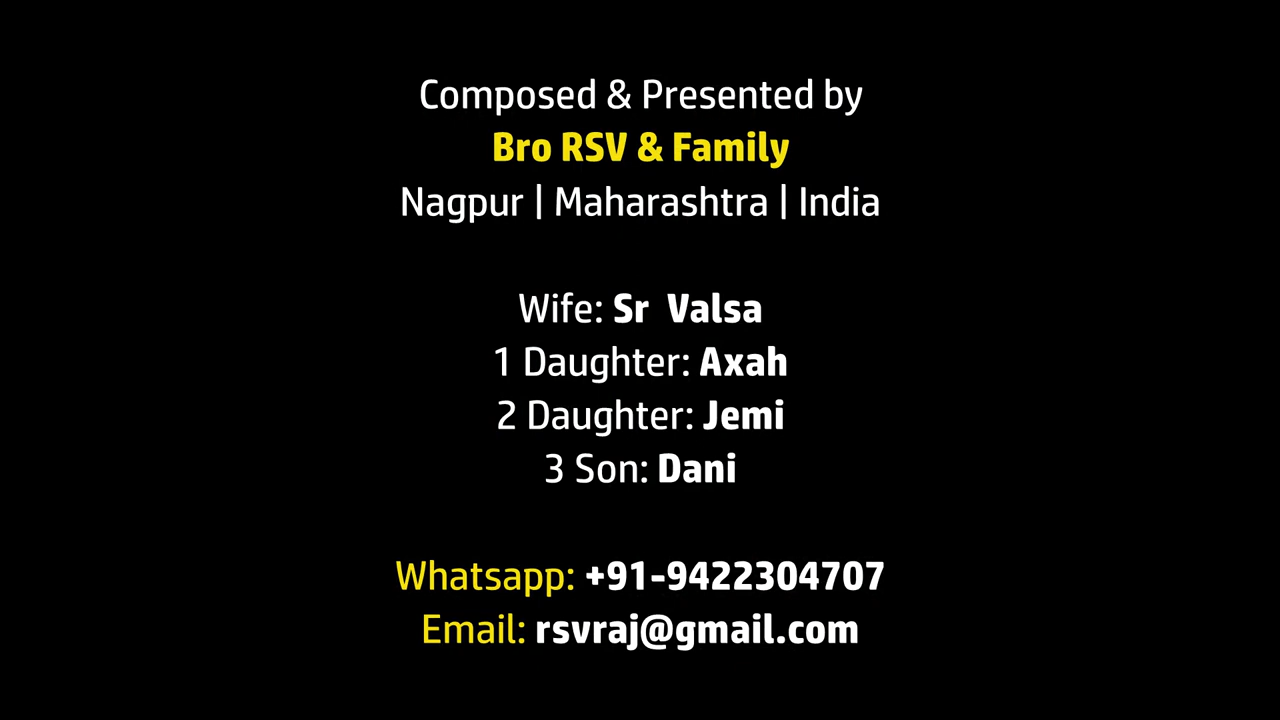 Composed & Presented by
Bro RSV & Family
Nagpur | Maharashtra | India
Wife: Sr Valsa
1 Daughter: Axah
2 Daughter: Jemi
3 Son: Dani
Whatsapp: +91-9422304707
Email: rsvraj@gmail.com